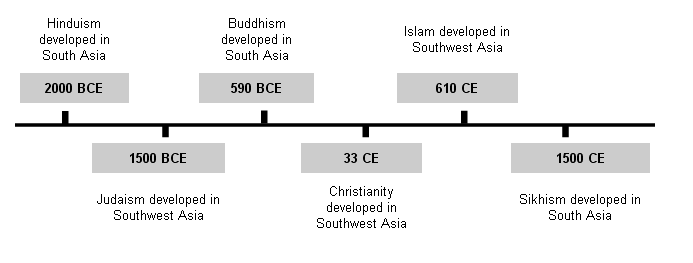 Hinduism
developed in
South Asia
2000 BCE
1500 BCE
Judaism developed in
Southwest Asia
Buddhism
developed in
South Asia
590 BCE
33 CE
Christianity
developed in
Southwest Asia
Islam developed in
Southwest Asia
610 CE
1500 CE
Sikhism developed in
South Asia